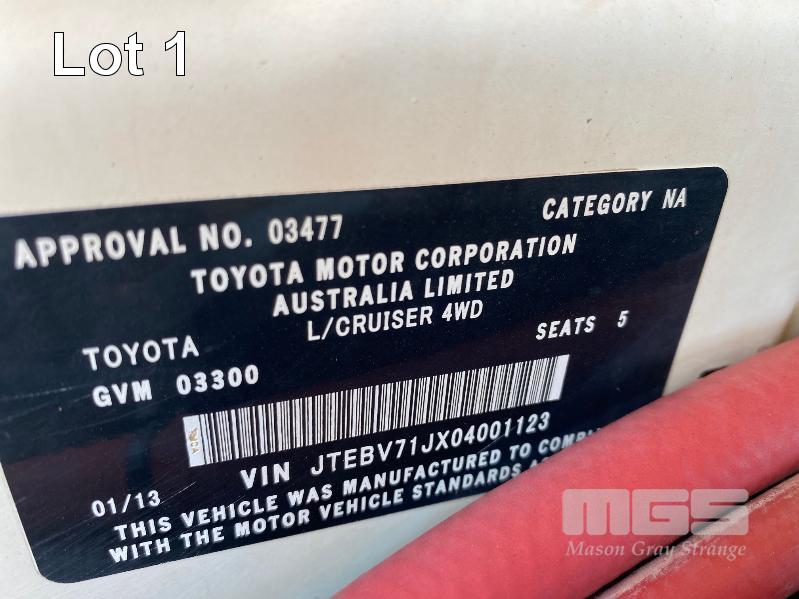 Lot 1
APPROVAL NO. 03477 CATEGORY NA
TOYOTA MOTOR CORPORATION
AUSTRALIA LIMITED
L/CRUISER 4WD
TOYOTA SEATS 5
GVM 03300
VIN JTEBV71JX04001123
01/13
THIS VEHICLE WAS MANUFACTURED TO
WITH THE MOTOR VEHICLE STANDARDS
MGS
Mason Gray Strange